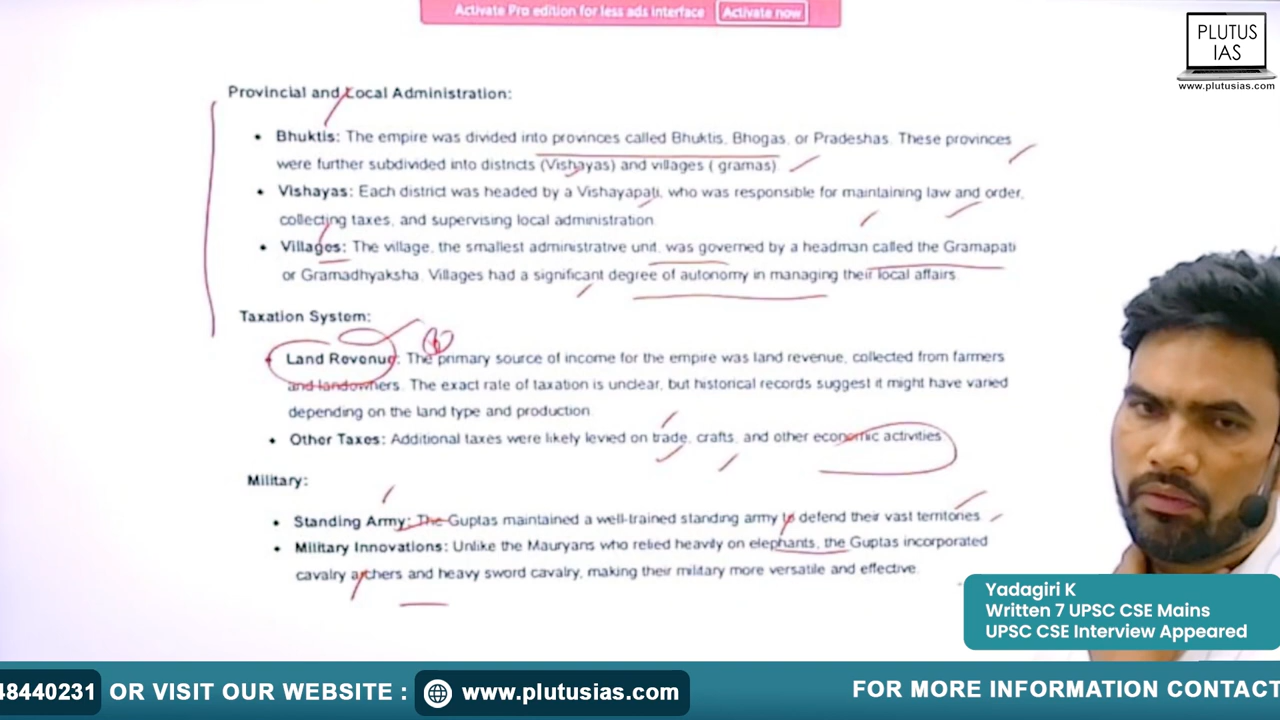 Activate Pro edition for less ads interface Activate now
PLUTUS
IAS
www.plutusias.com
Provincial and Local Administration:
• Bhuktis: The empire was divided into provinces called Bhuktis, Bhogas, or Pradeshas. These provinces
were further subdivided into districts (Vishayas) and villages ( gramas)
• Vishayas: Each district was headed by a Vishayapati, who was responsible for maintaining law and order,
collecting taxes, and supervising local administration
• Villages: The village, the smallest administrative unit, was governed by a headman called the Gramapati
or Gramadhyaksha. Villages had a significant degree of autonomy in managing their local affairs.
Taxation System:
• Land Revenue: The primary source of income for the empire was land revenue, collected from farmers
and landowners. The exact rate of taxation is unclear, but historical records suggest it might have varied
depending on the land type and production
• Other Taxes: Additional taxes were likely levied on trade, crafts, and other economic activities
Military:
• Standing Army: The Guptas maintained a well-trained standing army to defend their vast territories
• Military Innovations: Unlike the Mauryans who relied heavily on elephants, the Guptas incorporated
cavalry archers and heavy sword cavalry, making their military more versatile and effective.
Yadagiri K
Written 7 UPSC CSE Mains
UPSC CSE Interview Appeared
48440231 OR VISIT OUR WEBSITE : www.plutusias.com FOR MORE INFORMATION CONTACT